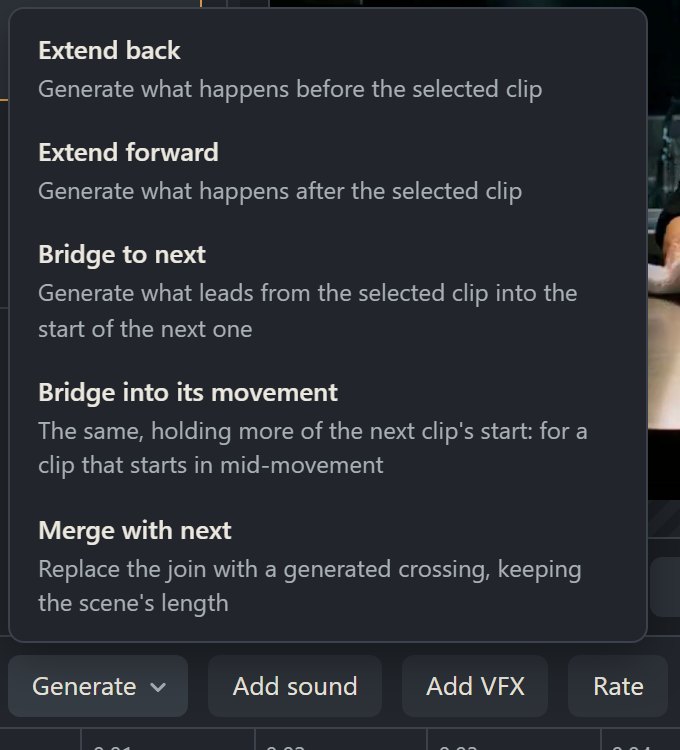 Extend back
Generate what happens before the selected clip
Extend forward
Generate what happens after the selected clip
Bridge to next
Generate what leads from the selected clip into the
start of the next one
Bridge into its movement
The same, holding more of the next clip's start: for a
clip that starts in mid-movement
Merge with next
Replace the join with a generated crossing, keeping
the scene's length
Generate Add sound Add VFX Rate